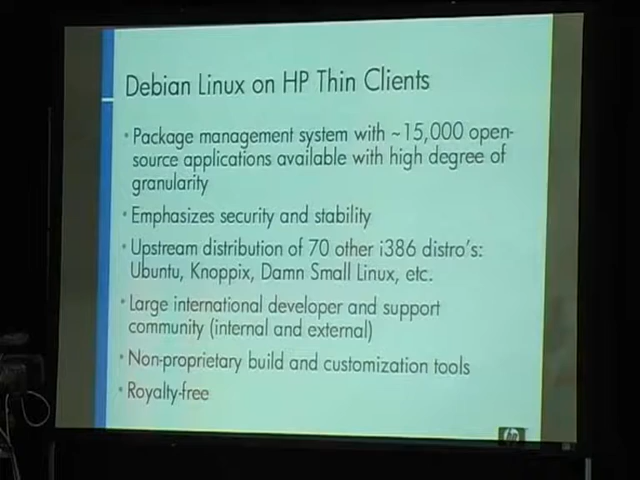 Debian Linux on HP Thin Clients
• Package management system with ~15,000 open-
source applications available with high degree of
granularity
• Emphasizes security and stability
• Upstream distribution of 70 other i386 distro's:
Ubuntu, Knoppix, Damn Small Linux, etc.
• Large international developer and support
community (internal and external)
• Non-proprietary build and customization tools
• Royalty-free
hp